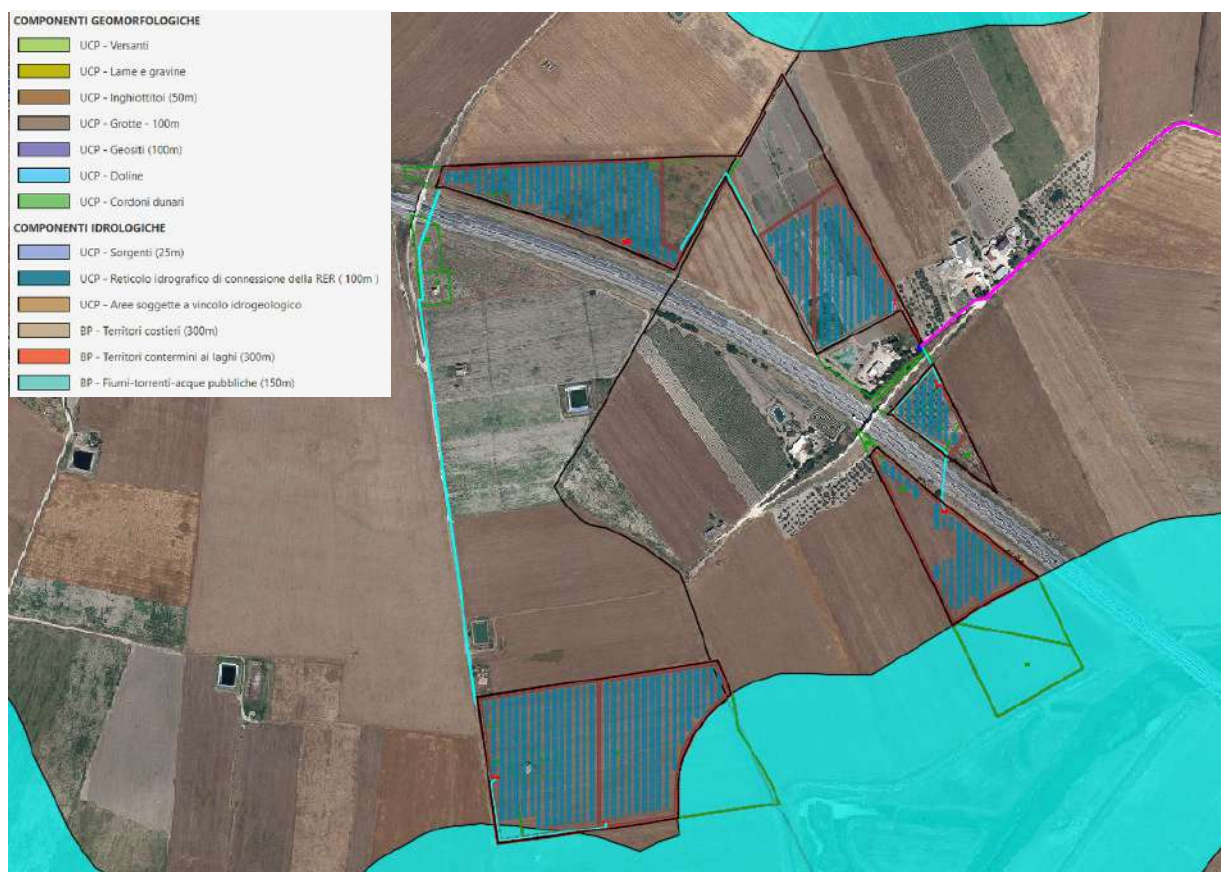 COMPONENTI GEOMORFOLOGICHE
UCP - Versanti
UCP - Lame e gravine
UCP - Inghiottitoi (50m)
UCP - Grotte - 100m
UCP - Geositi (100m)
UCP - Doline
UCP - Cordoni dunari
COMPONENTI IDROLOGICHE
UCP - Sorgenti (25m)
UCP - Reticolo idrografico di connessione della RER ( 100m )
UCP - Aree soggette a vincolo idrogeologico
BP - Territori costieri (300m)
BP - Territori contermini ai laghi (300m)
BP - Fiumi-torrenti-acque pubbliche (150m)